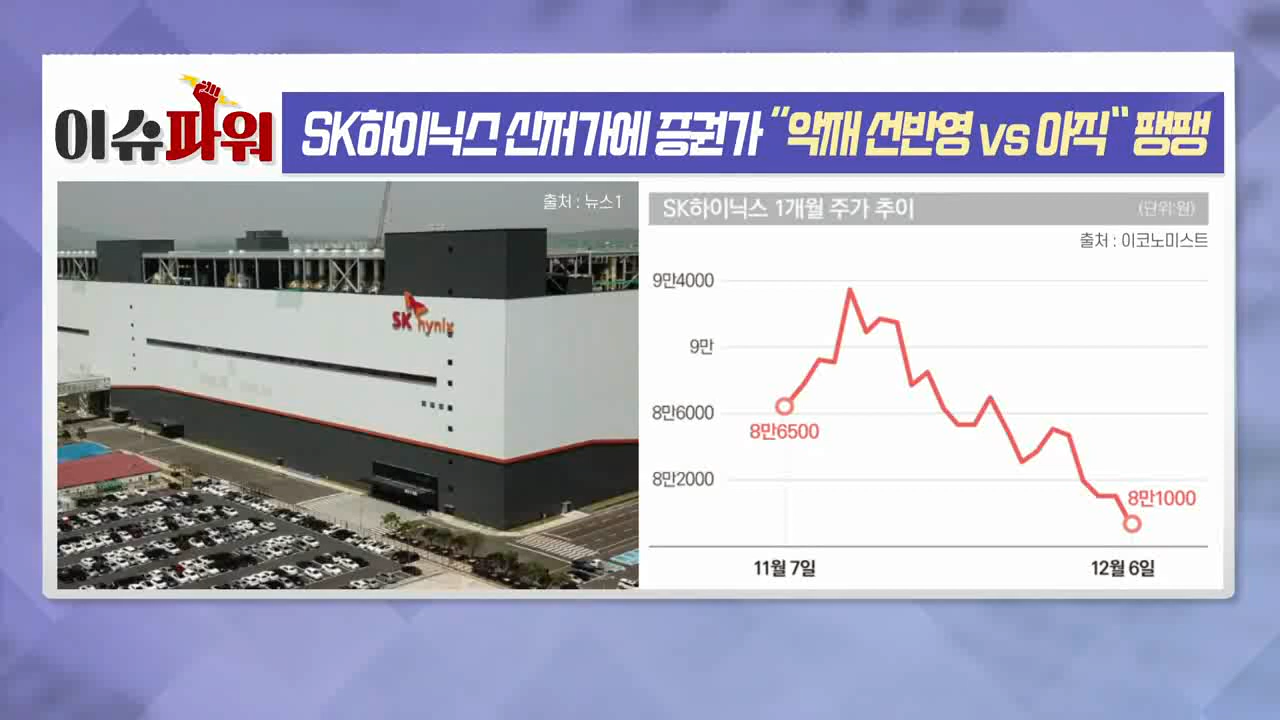 이슈파워
SK하이닉스 신저가에 증권가 "악재 선반영 vs 아직" 팽팽
출처 : 뉴스1
SK hynix
SK하이닉스 1개월 주가 추이
(단위:원)
출처 : 이코노미스트
9만4000
9만
8만6000
8만2000
8만6500
8만1000
11월 7일
12월 6일